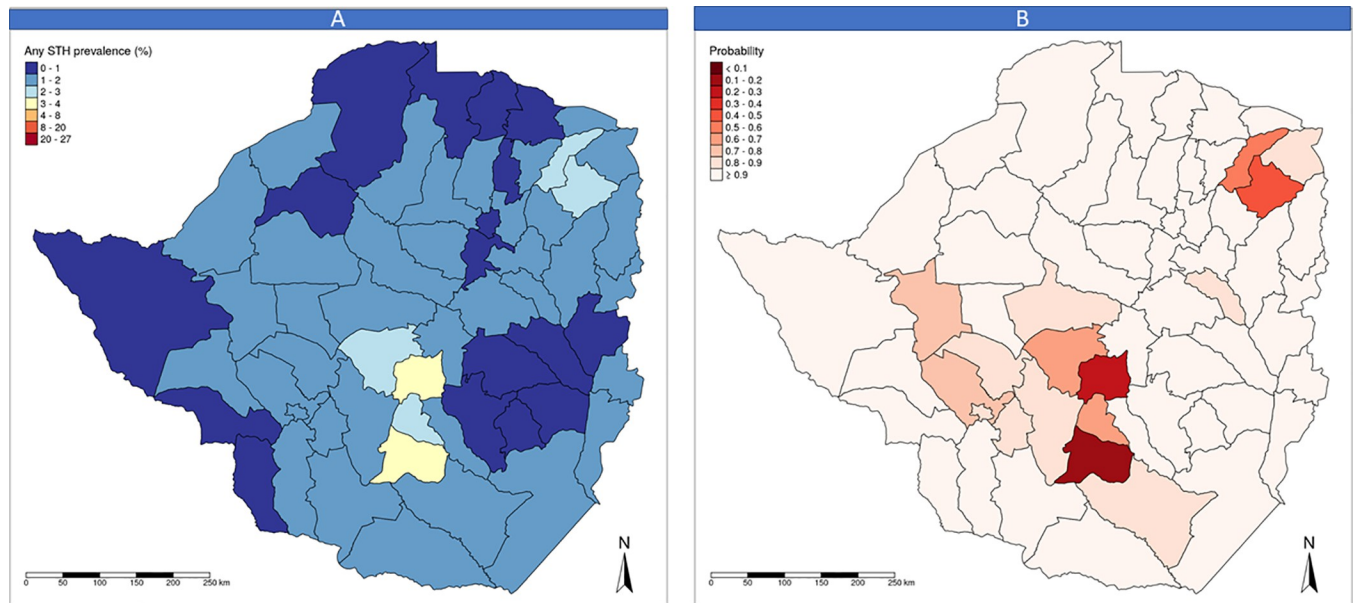 A
Any STH prevalence (%)
0 - 1
1 - 2
2 - 3
3 - 4
4 - 8
8 - 20
20 - 27
N
0 50 100 150 200 250 km
B
Probability
< 0.1
0.1 - 0.2
0.2 - 0.3
0.3 - 0.4
0.4 - 0.5
0.5 - 0.6
0.6 - 0.7
0.7 - 0.8
0.8 - 0.9
≥ 0.9
N
0 50 100 150 200 250 km